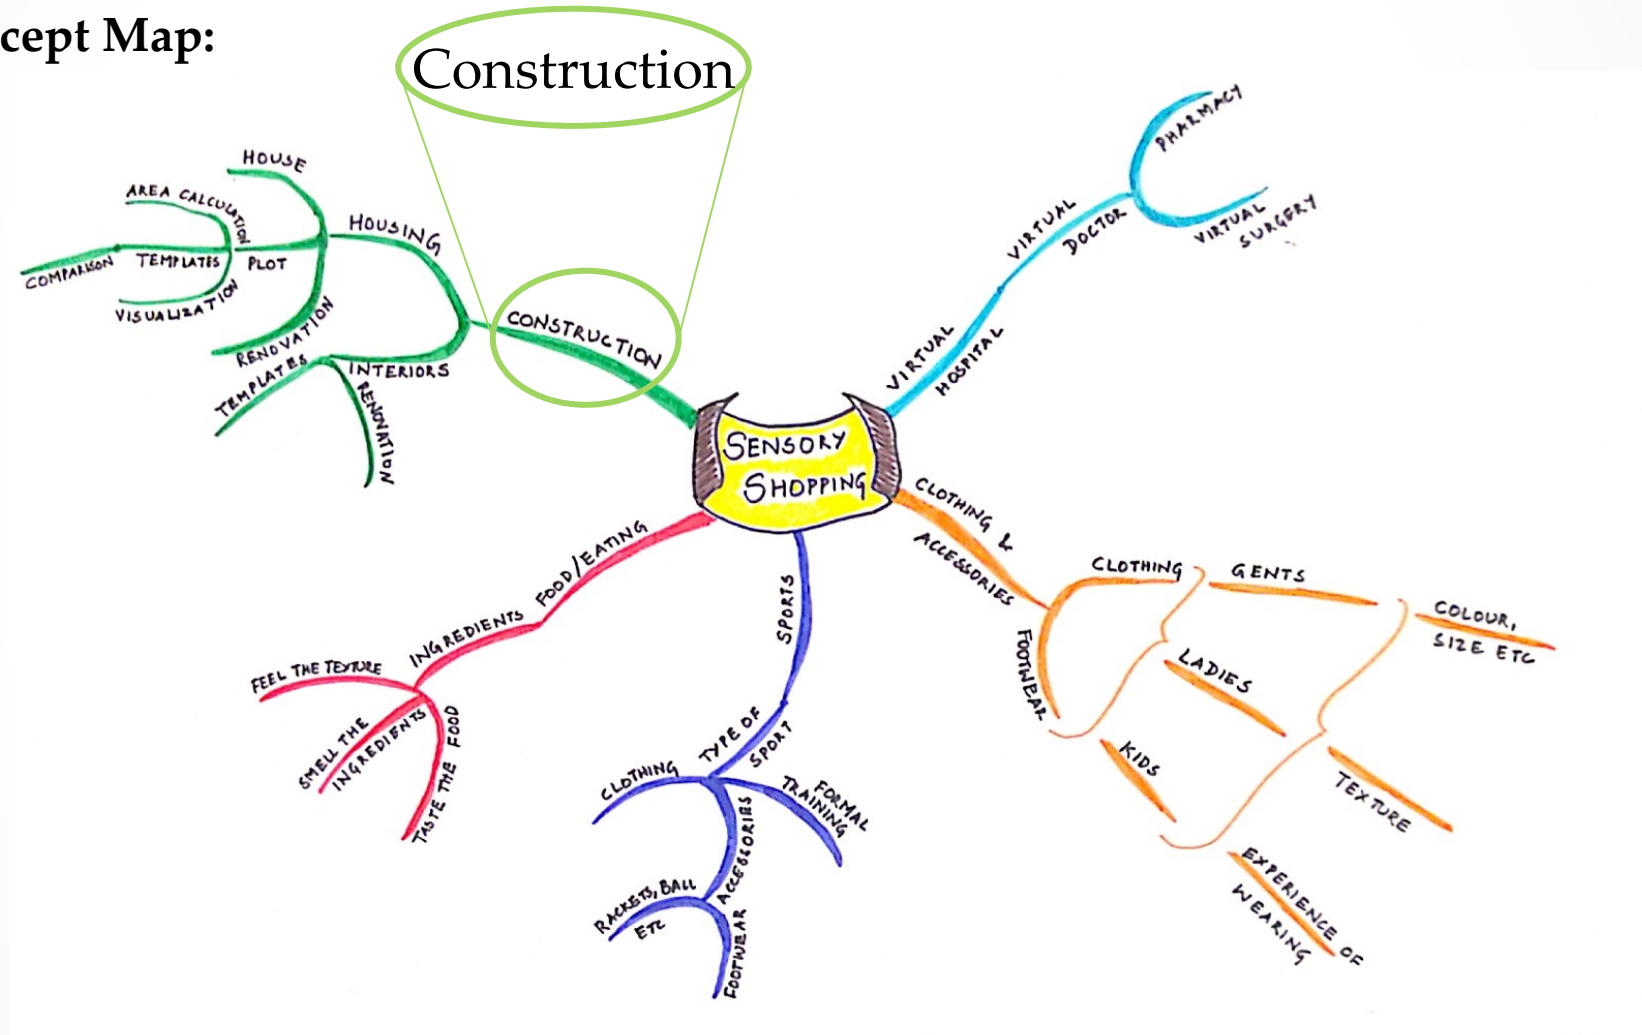 cept Map:
Construction
HOUSE
AREA CALCULATION
HOUSING
COMPARISON
TEMPLATES
PLOT
VISUALIZATION
RENOVATION
TEMPLATES
INTERIORS
RENOVATION
CONSTRUCTION
PHARMACY
VIRTUAL
SURGERY
VIRTUAL
DOCTOR
VIRTUAL
HOSPITAL
SENSORY
SHOPPING
CLOTHING &
ACCESSORIES
CLOTHING
FOOTWEAR
GENTS
LADIES
KIDS
COLOUR,
SIZE ETC
TEXTURE
EXPERIENCE OF
WEARING
FOOD/EATING
INGREDIENTS
FEEL THE TEXTURE
SMELL THE
INGREDIENTS
TASTE THE FOOD
SPORTS
TYPE OF
SPORT
CLOTHING
ACCESSORIES
FORMAL
TRAINING
RACKETS, BALL
ETC
FOOTWEAR